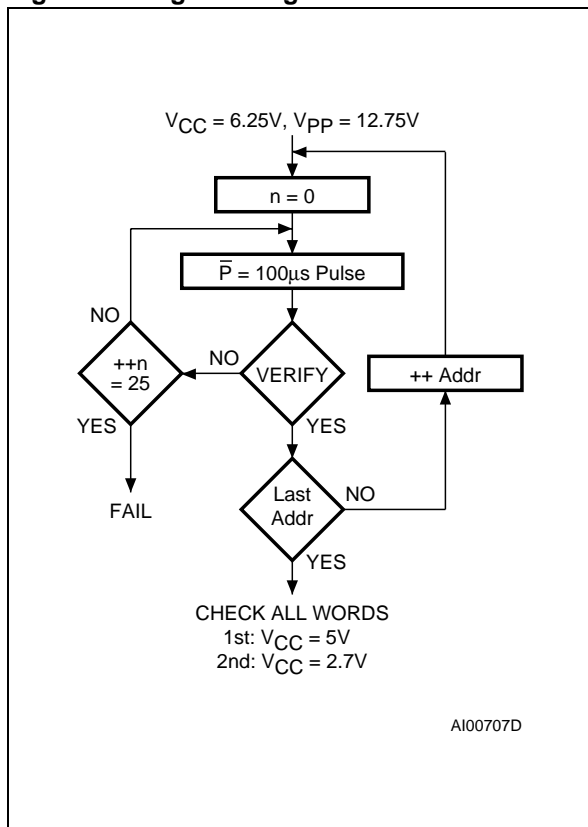 VCC = 6.25V, VPP = 12.75V
n = 0
P̅ = 100µs Pulse
NO
++n
= 25
NO
VERIFY
++ Addr
YES
YES
FAIL
Last
Addr
NO
YES
CHECK ALL WORDS
1st: VCC = 5V
2nd: VCC = 2.7V
AI00707D